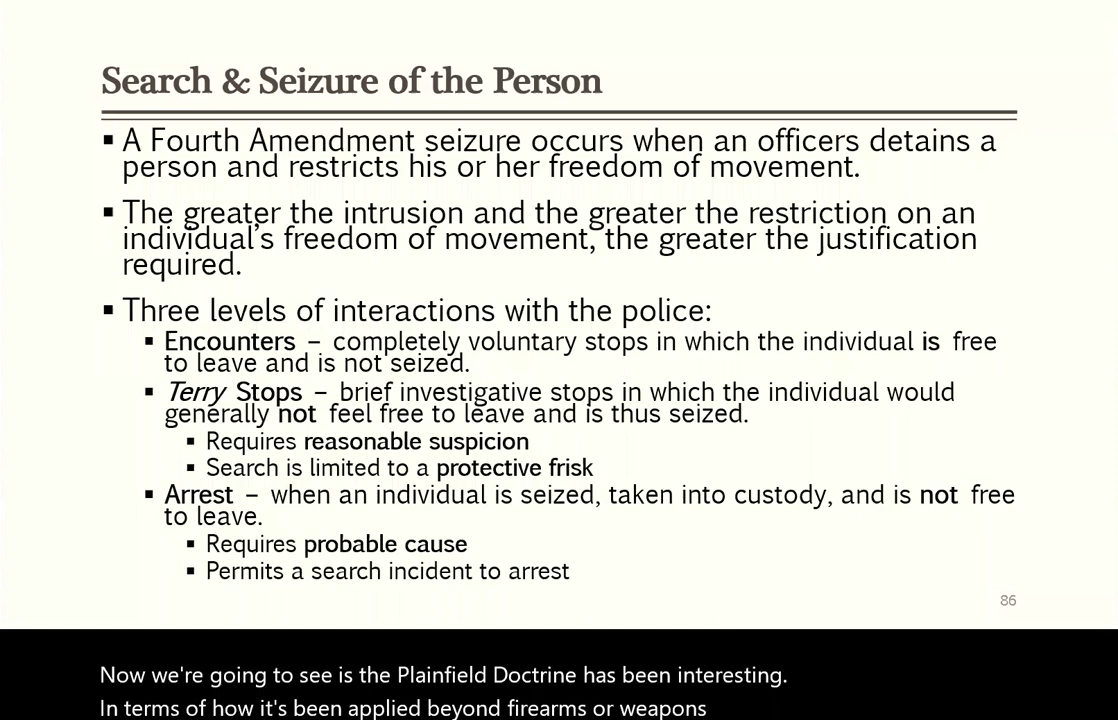 Search & Seizure of the Person
▪ A Fourth Amendment seizure occurs when an officers detains a
person and restricts his or her freedom of movement.
▪ The greater the intrusion and the greater the restriction on an
individual's freedom of movement, the greater the justification
required.
▪ Three levels of interactions with the police:
▪ Encounters – completely voluntary stops in which the individual is free
to leave and is not seized.
▪ Terry Stops – brief investigative stops in which the individual would
generally not feel free to leave and is thus seized.
▪ Requires reasonable suspicion
▪ Search is limited to a protective frisk
▪ Arrest – when an individual is seized, taken into custody, and is not free
to leave.
▪ Requires probable cause
▪ Permits a search incident to arrest
86
Now we're going to see is the Plainfield Doctrine has been interesting.
In terms of how it's been applied beyond firearms or weapons